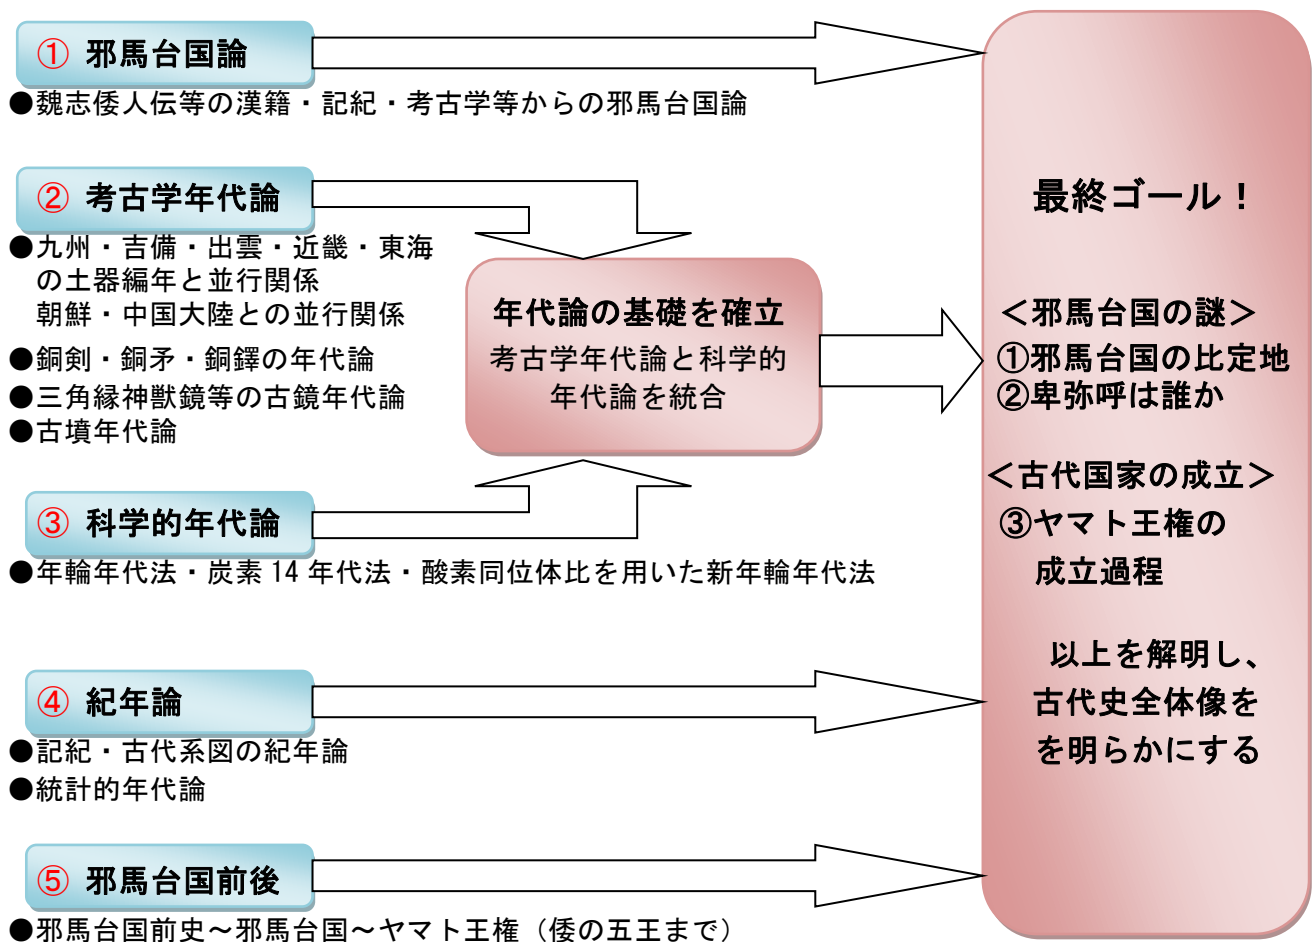 ① 邪馬台国論
●魏志倭人伝等の漢籍・記紀・考古学等からの邪馬台国論
② 考古学年代論
●九州・吉備・出雲・近畿・東海
の土器編年と並行関係
朝鮮・中国大陸との並行関係
●銅剣・銅矛・銅鐸の年代論
●三角縁神獣鏡等の古鏡年代論
●古墳年代論
年代論の基礎を確立
考古学年代論と科学的
年代論を統合
③ 科学的年代論
●年輪年代法・炭素14年代法・酸素同位体比を用いた新年輪年代法
④ 紀年論
●記紀・古代系図の紀年論
●統計的年代論
⑤ 邪馬台国前後
●邪馬台国前史～邪馬台国～ヤマト王権（倭の五王まで）
最終ゴール！
＜邪馬台国の謎＞
①邪馬台国の比定地
②卑弥呼は誰か
＜古代国家の成立＞
③ヤマト王権の
成立過程
以上を解明し、
古代史全体像を
を明らかにする